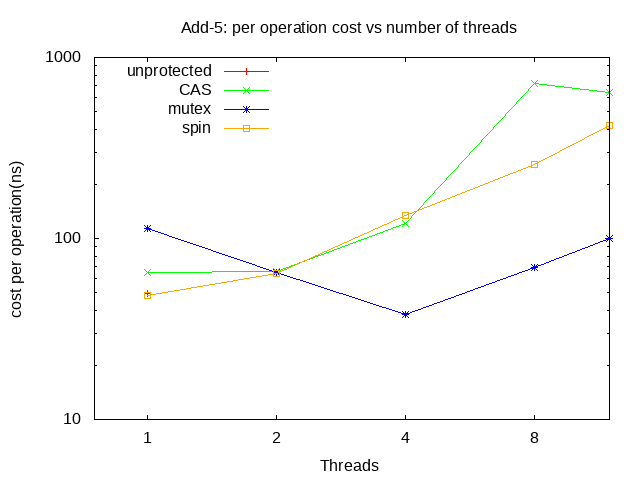 Add-5: per operation cost vs number of threads
1000
unprotected
CAS
mutex
spin
cost per operation(ns)
100
10
1 2 4 8
Threads